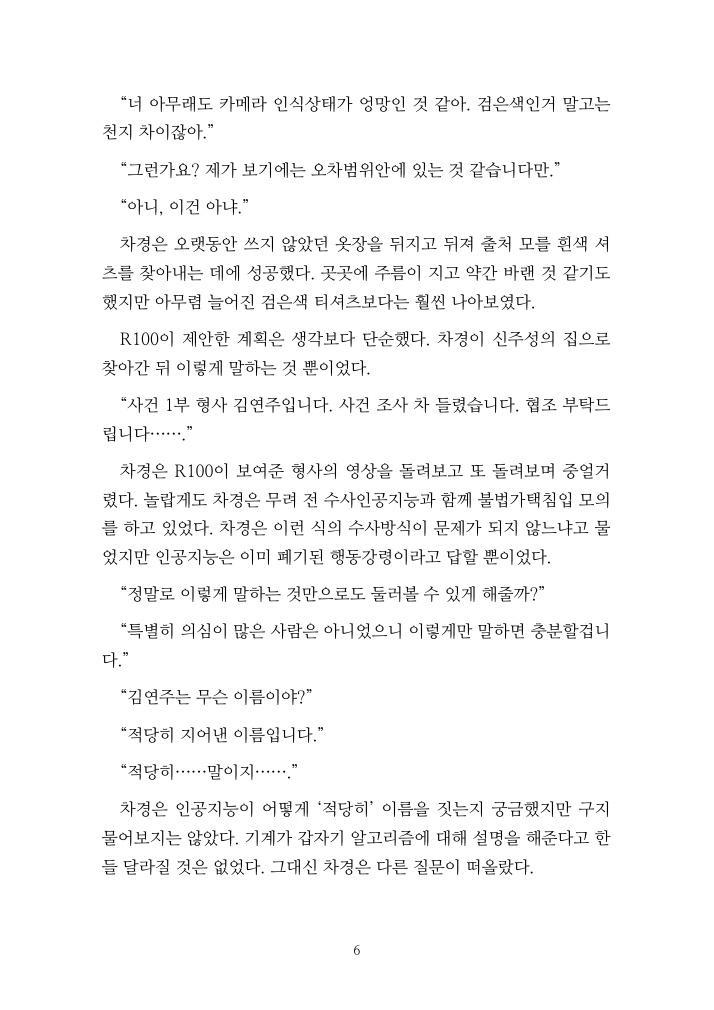 “너 아무래도 카메라 인식상태가 엉망인 것 같아. 검은색인거 말고는
천지 차이잖아.”
“그런가요? 제가 보기에는 오차범위안에 있는 것 같습니다만.”
“아니, 이건 아냐.”
차경은 오랫동안 쓰지 않았던 옷장을 뒤지고 뒤져 출처 모를 흰색 셔
츠를 찾아내는 데에 성공했다. 곳곳에 주름이 지고 약간 바랜 것 같기도
했지만 아무렴 늘어진 검은색 티셔츠보다는 훨씬 나아보였다.
R100이 제안한 계획은 생각보다 단순했다. 차경이 신주성의 집으로
찾아간 뒤 이렇게 말하는 것 뿐이었다.
“사건 1부 형사 김연주입니다. 사건 조사 차 들렸습니다. 협조 부탁드
립니다…….”
차경은 R100이 보여준 형사의 영상을 돌려보고 또 돌려보며 중얼거
렸다. 놀랍게도 차경은 무려 전 수사인공지능과 함께 불법가택침입 모의
를 하고 있었다. 차경은 이런 식의 수사방식이 문제가 되지 않느냐고 물
었지만 인공지능은 이미 폐기된 행동강령이라고 답할 뿐이었다.
“정말로 이렇게 말하는 것만으로도 둘러볼 수 있게 해줄까?”
“특별히 의심이 많은 사람은 아니었으니 이렇게만 말하면 충분할겁니
다.”
“김연주는 무슨 이름이야?”
“적당히 지어낸 이름입니다.”
“적당히……말이지…….”
차경은 인공지능이 어떻게 ‘적당히’ 이름을 짓는지 궁금했지만 구지
물어보지는 않았다. 기계가 갑자기 알고리즘에 대해 설명을 해준다고 한
들 달라질 것은 없었다. 그대신 차경은 다른 질문이 떠올랐다.
6